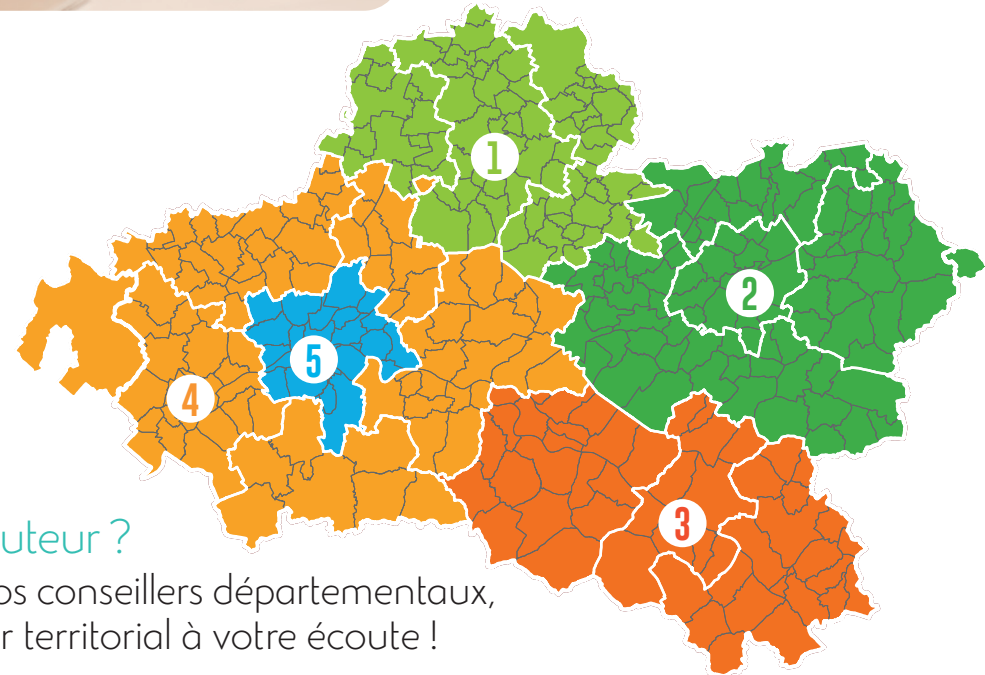 1
2
5
4
3
uteur ?
os conseillers départementaux,
r territorial à votre écoute !